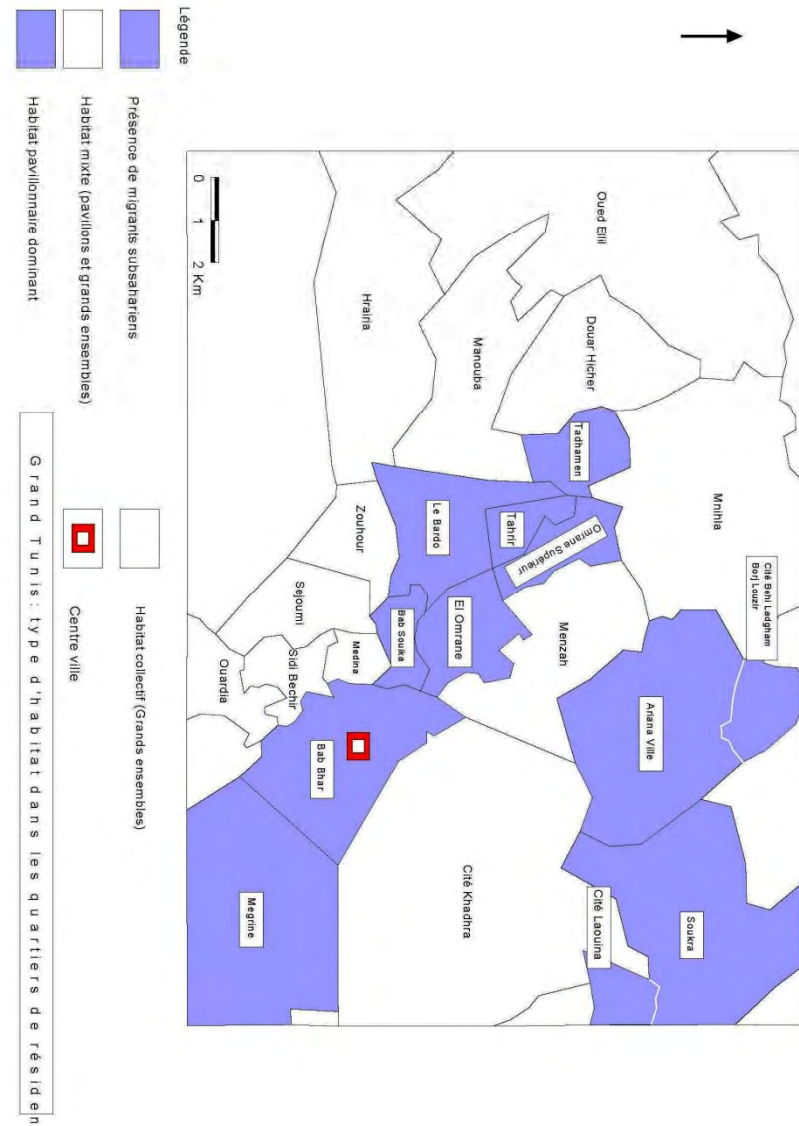 Cité Behi Ladgham
Borj Louzir
Mnihla
Soukra
Ariana Ville
Oued Ellil
Cité Laouina
Douar Hicher
Tadhamen
Omrane Supérieur
Menzah
Tahrir
Manouba
Cité Khadhra
El Omrane
Le Bardo
Bab Souika
Hrairia
Zouhour
Medina
Bab Bhar
Sejoumi
Sidi Bechir
Megrine
Ouardia
0 1 2 Km
Légende
Présence de migrants subsahariens
Habitat collectif (Grands ensembles)
Habitat mixte (pavillons et grands ensembles)
Centre ville
Habitat pavillonnaire dominant
Grand Tunis : type d'habitat dans les quartiers de résiden